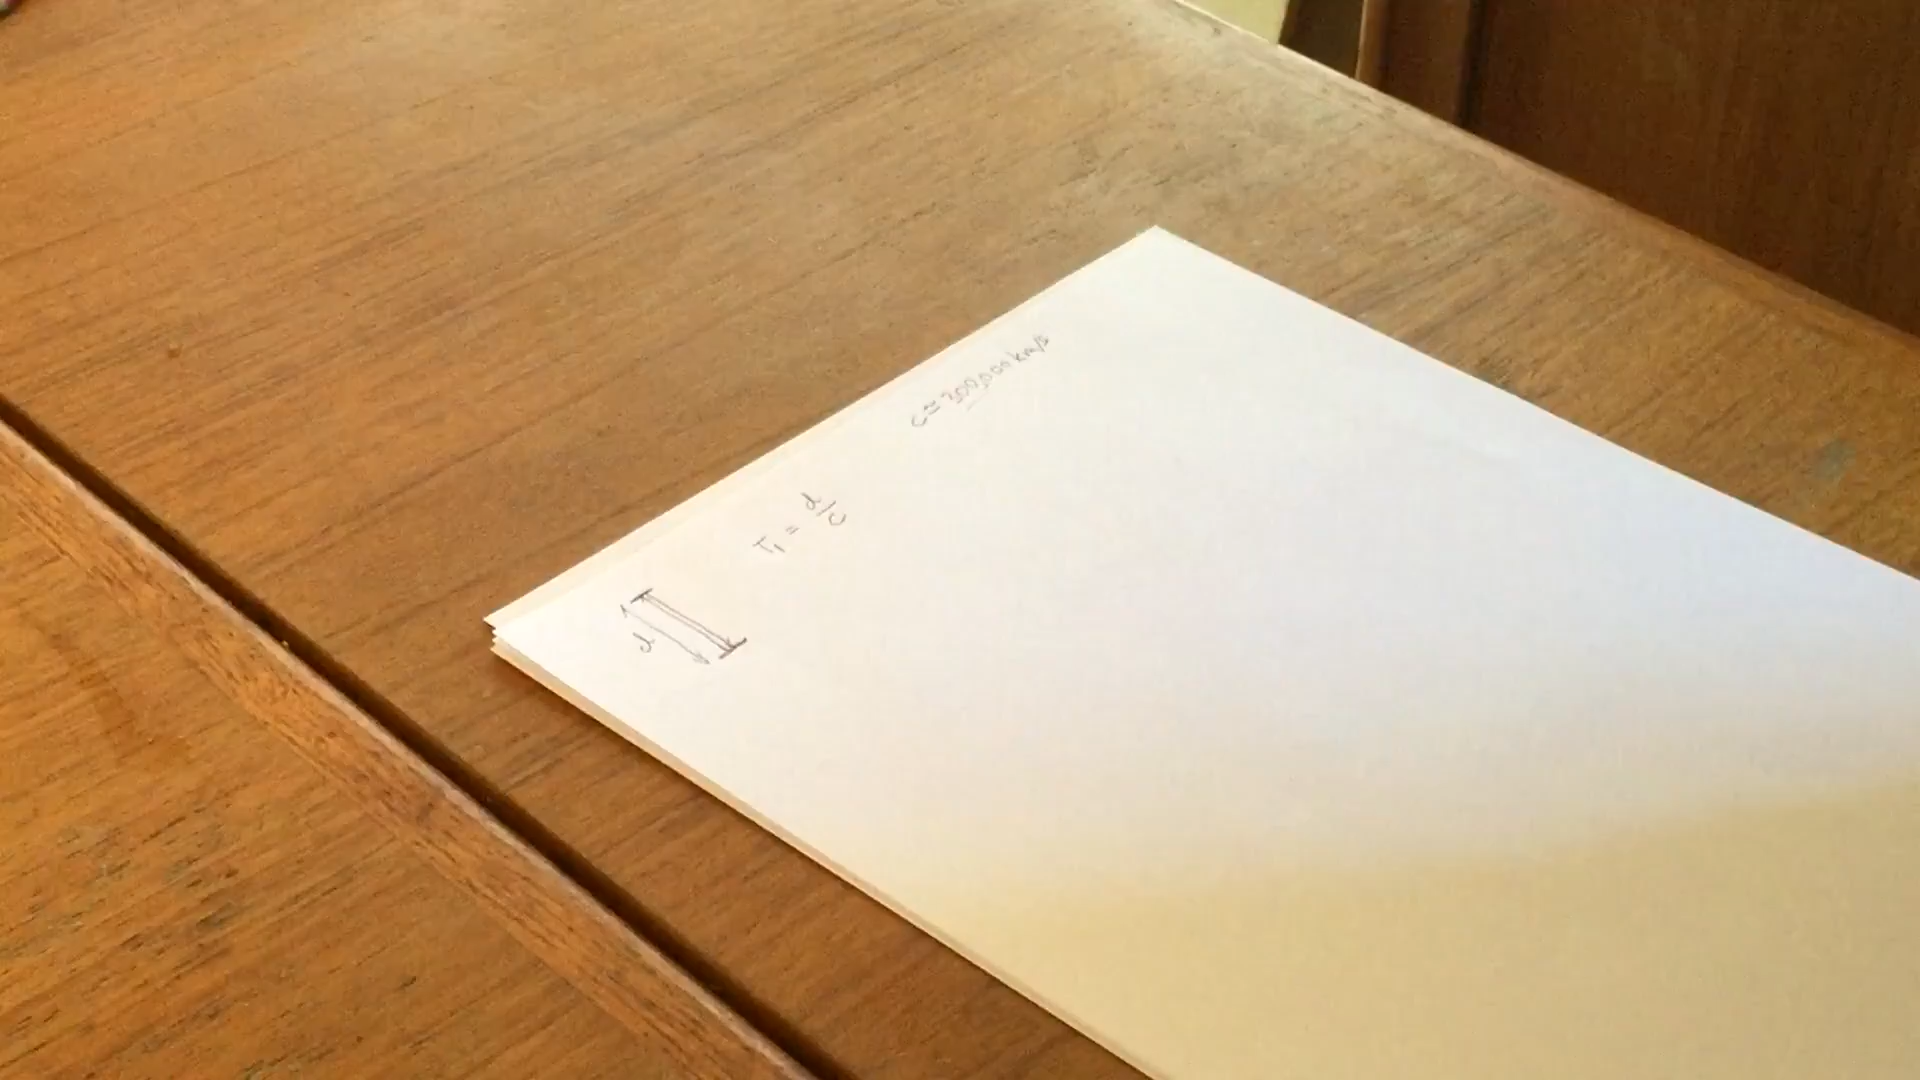 d
T₁ = d/c
c ≈ 300,000 km/s